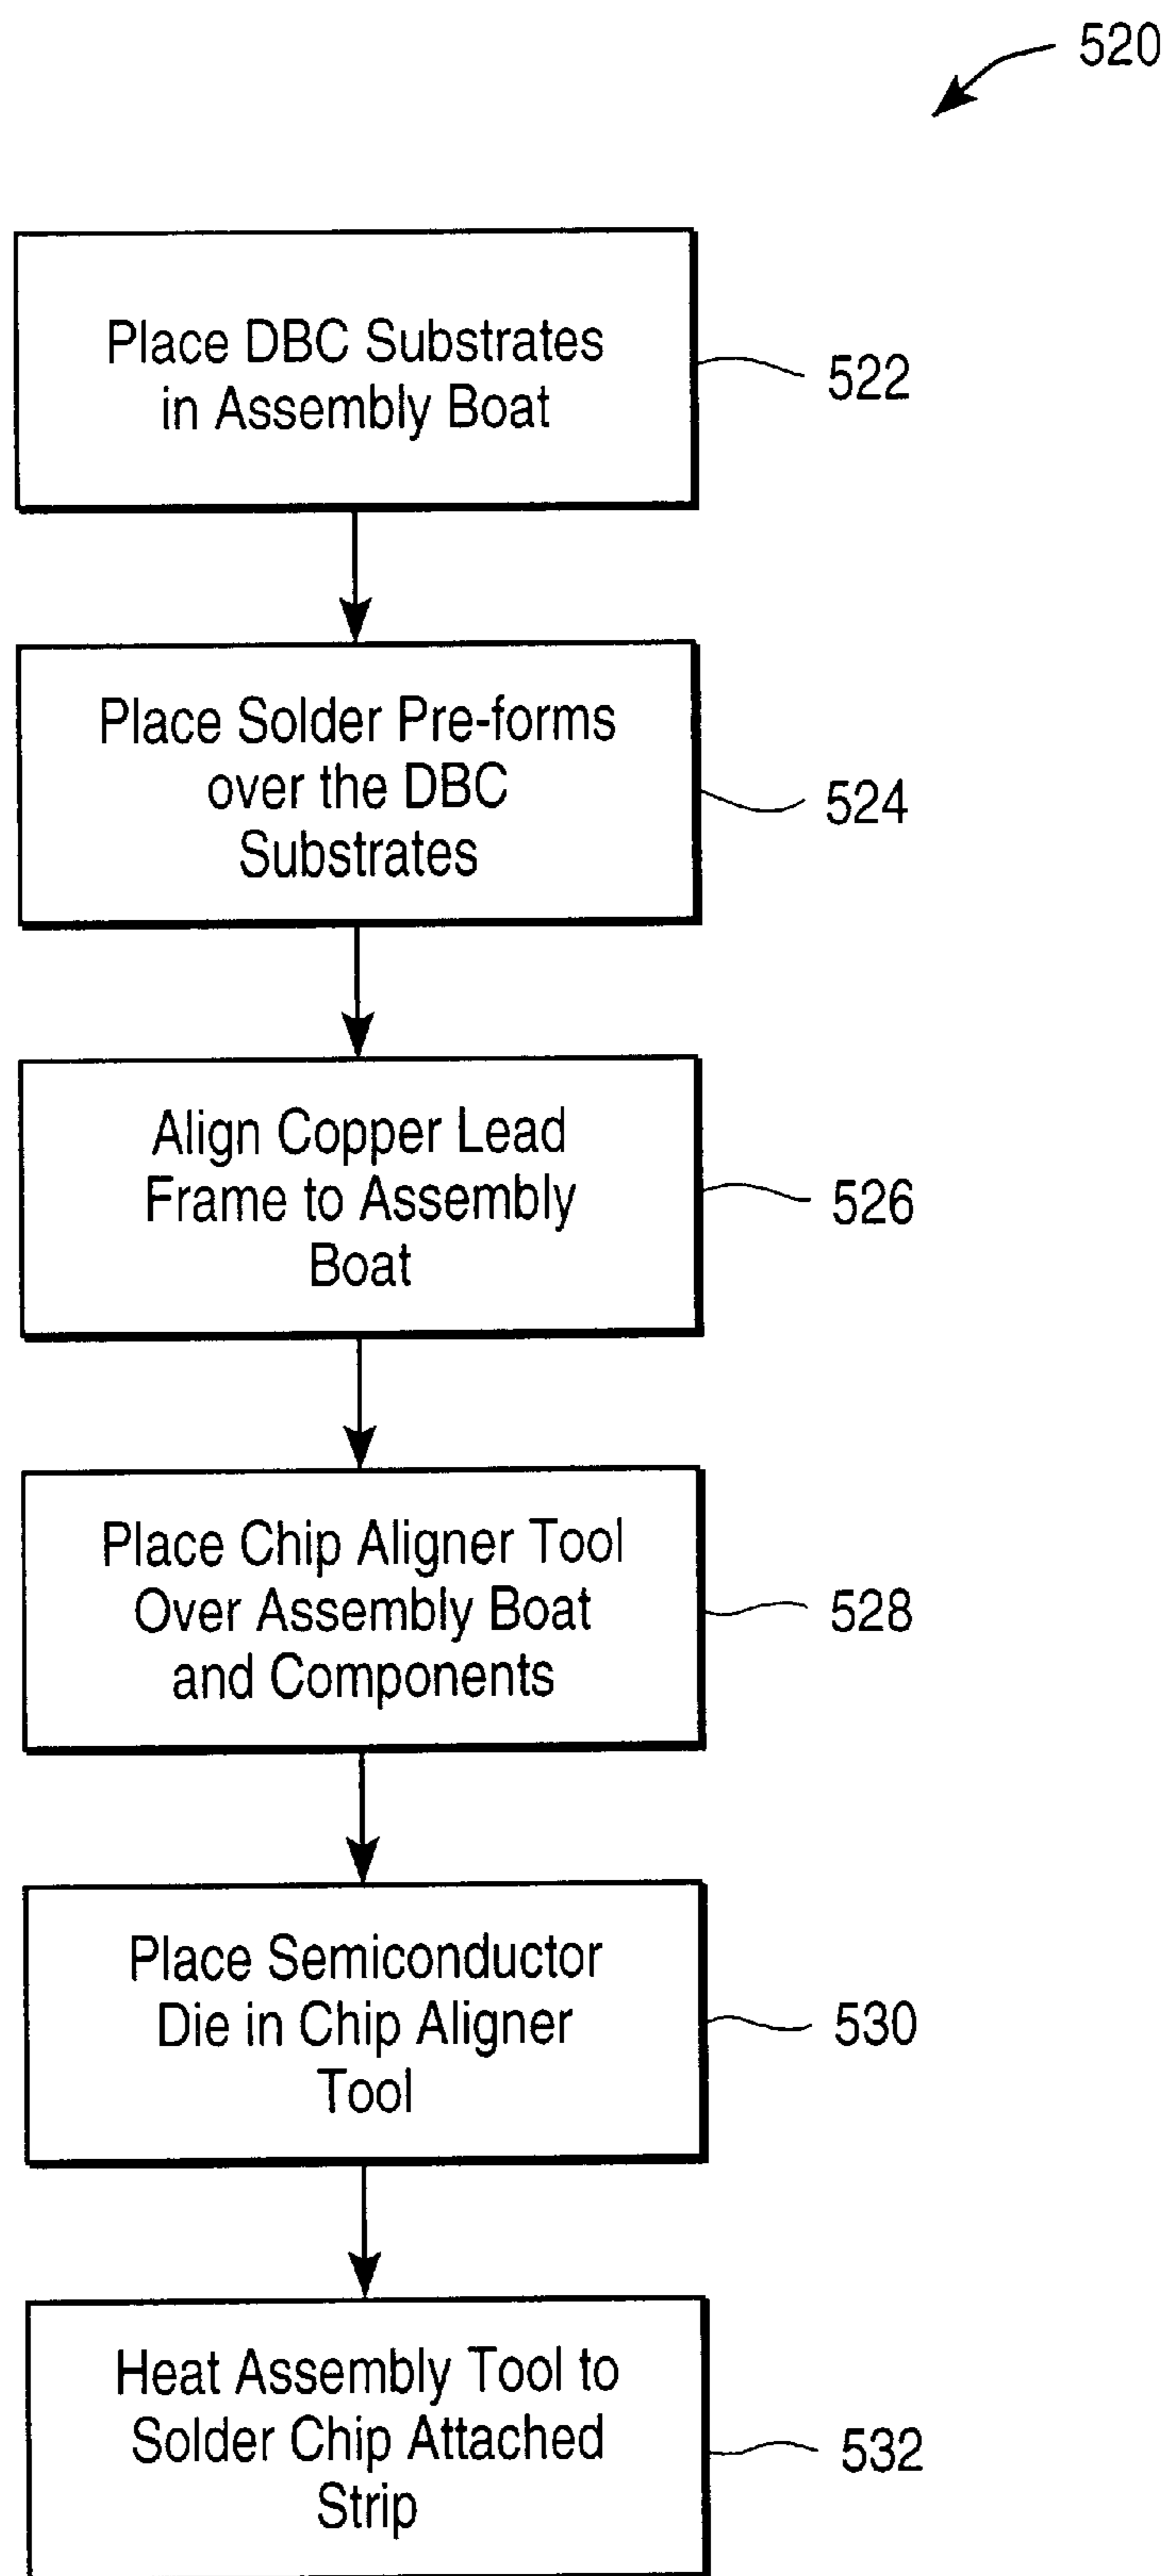 520
Place DBC Substrates
in Assembly Boat
522
Place Solder Pre-forms
over the DBC
Substrates
524
Align Copper Lead
Frame to Assembly
Boat
526
Place Chip Aligner Tool
Over Assembly Boat
and Components
528
Place Semiconductor
Die in Chip Aligner
Tool
530
Heat Assembly Tool to
Solder Chip Attached
Strip
532